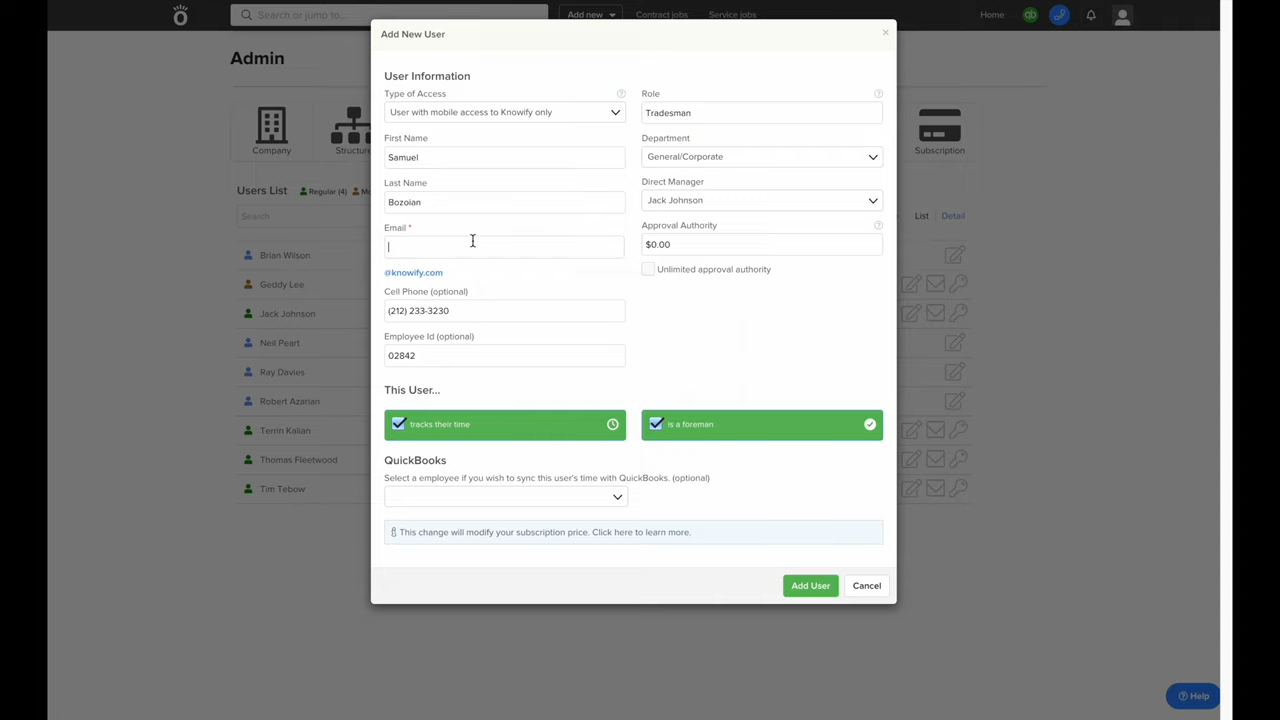 Search or jump to...
Add new
Contract jobs
Service jobs
Home
qb
Admin
Company
Structure
Subscription
Users List
Regular (4)
Search
List
Detail
Brian Wilson
Geddy Lee
Jack Johnson
Neil Peart
Ray Davies
Robert Azarian
Terrin Kalian
Thomas Fleetwood
Tim Tebow
Add New User
×
User Information
Type of Access
?
User with mobile access to Knowify only
First Name
Samuel
Last Name
Bozoian
Email *
@knowify.com
Cell Phone (optional)
(212) 233-3230
Employee Id (optional)
02842
Role
?
Tradesman
Department
General/Corporate
Direct Manager
Jack Johnson
Approval Authority
?
$0.00
Unlimited approval authority
This User...
tracks their time
is a foreman
QuickBooks
Select a employee if you wish to sync this user's time with QuickBooks. (optional)
This change will modify your subscription price. Click here to learn more.
Add User
Cancel
? Help